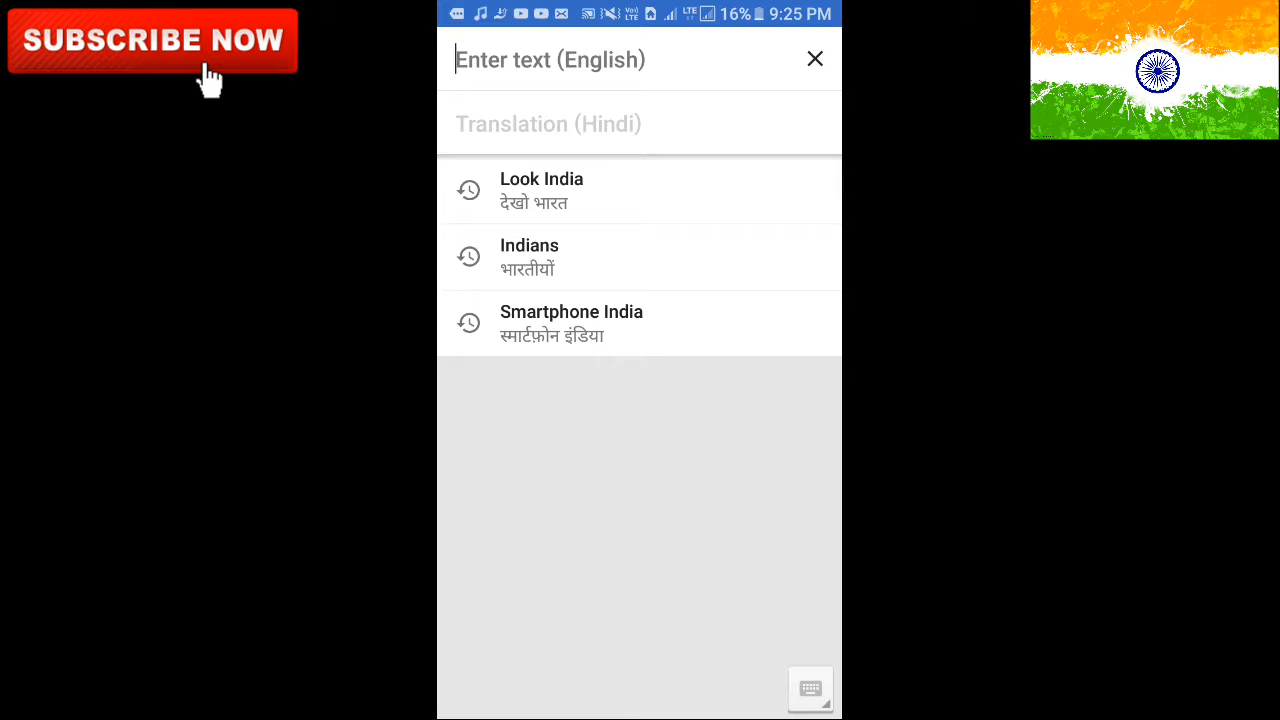 SUBSCRIBE NOW
16% 9:25 PM
Enter text (English)
Translation (Hindi)
Look India
देखो भारत
Indians
भारतीयों
Smartphone India
स्मार्टफ़ोन इंडिया